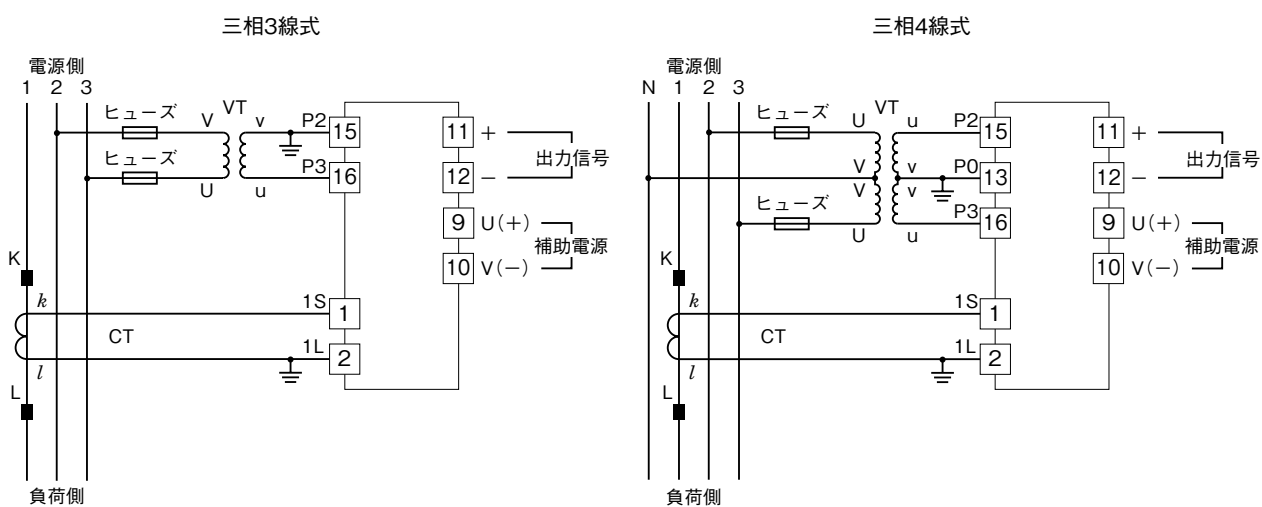 三相3線式
電源側
1 2 3
ヒューズ V VT v P2 15 11 +
ヒューズ U u P3 16 12 − 出力信号
9 U(+)
10 V(−) 補助電源
K
k 1S 1
CT
l 1L 2
L
負荷側
三相4線式
電源側
N 1 2 3
ヒューズ U VT u P2 15 11 +
V v P0 13 12 − 出力信号
ヒューズ V v P3 16 9 U(+)
U u
10 V(−) 補助電源
K
k 1S 1
CT
l 1L 2
L
負荷側